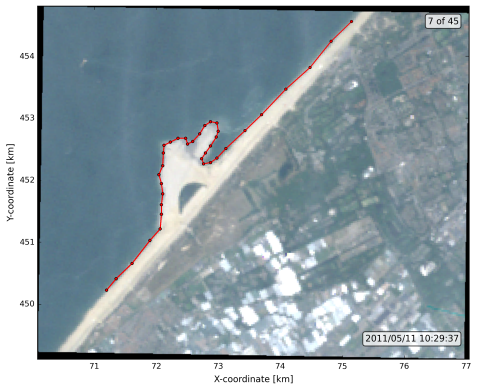 7 of 45
454
453
452
451
450
Y-coordinate [km]
2011/05/11 10:29:37
71 72 73 74 75 76 77
X-coordinate [km]